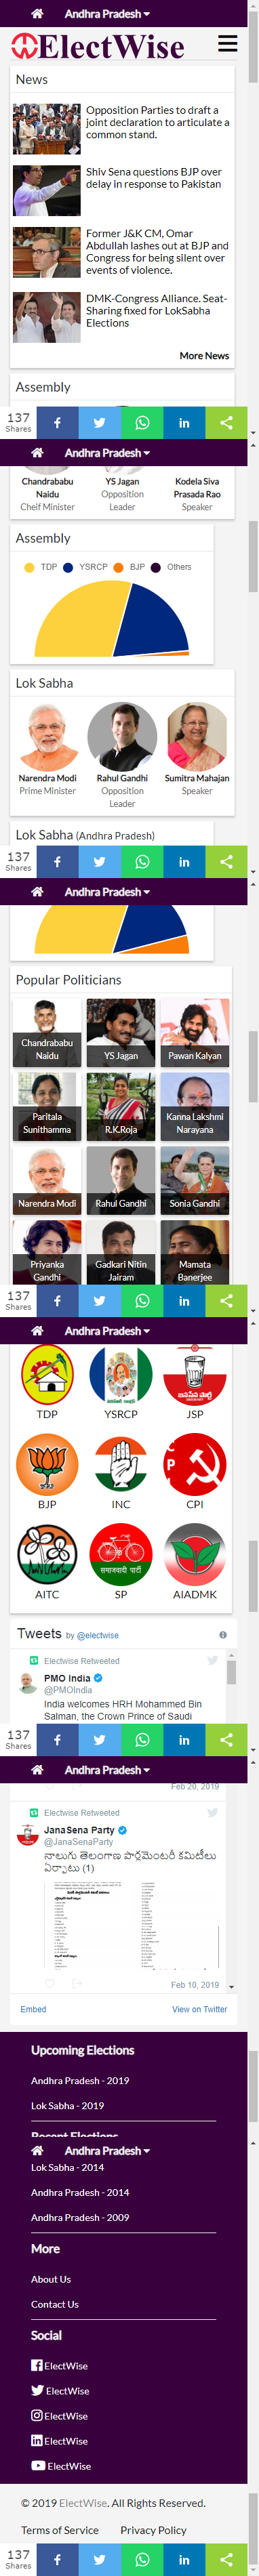 Andhra Pradesh
ElectWise
News
Opposition Parties to draft a
joint declaration to articulate a
common stand.
Shiv Sena questions BJP over
delay in response to Pakistan
Former J&K CM, Omar
Abdullah lashes out at BJP and
Congress for being silent over
events of violence.
DMK-Congress Alliance. Seat-
Sharing fixed for LokSabha
Elections
More News
Assembly
137
Shares
Andhra Pradesh
Chandrababu
Naidu
Cheif Minister
YS Jagan
Opposition
Leader
Kodela Siva
Prasada Rao
Speaker
Assembly
TDP YSRCP BJP Others
Lok Sabha
Narendra Modi
Prime Minister
Rahul Gandhi
Opposition
Leader
Sumitra Mahajan
Speaker
Lok Sabha (Andhra Pradesh)
137
Shares
Andhra Pradesh
Popular Politicians
Chandrababu
Naidu
YS Jagan
Pawan Kalyan
Paritala
Sunithamma
R.K.Roja
Kanna Lakshmi
Narayana
Narendra Modi
Rahul Gandhi
Sonia Gandhi
Priyanka
Gandhi
Gadkari Nitin
Jairam
Mamata
Banerjee
137
Shares
Andhra Pradesh
TDP YSRCP JSP
BJP INC CPI
समाजवादी पार्टी
AITC SP AIADMK
Tweets by @electwise
Electwise Retweeted
PMO India
@PMOIndia
India welcomes HRH Mohammed Bin
Salman, the Crown Prince of Saudi
137
Shares
Andhra Pradesh
Feb 20, 2019
Electwise Retweeted
JanaSena Party
@JanaSenaParty
నాలుగు తెలంగాణ పార్లమెంటరీ కమిటీలు
ఏర్పాటు (1)
Feb 10, 2019
Embed
View on Twitter
Upcoming Elections
Andhra Pradesh - 2019
Lok Sabha - 2019
Recent Elections
Andhra Pradesh
Lok Sabha - 2014
Andhra Pradesh - 2014
Andhra Pradesh - 2009
More
About Us
Contact Us
Social
ElectWise
ElectWise
ElectWise
ElectWise
ElectWise
© 2019 ElectWise. All Rights Reserved.
Terms of Service Privacy Policy
137
Shares